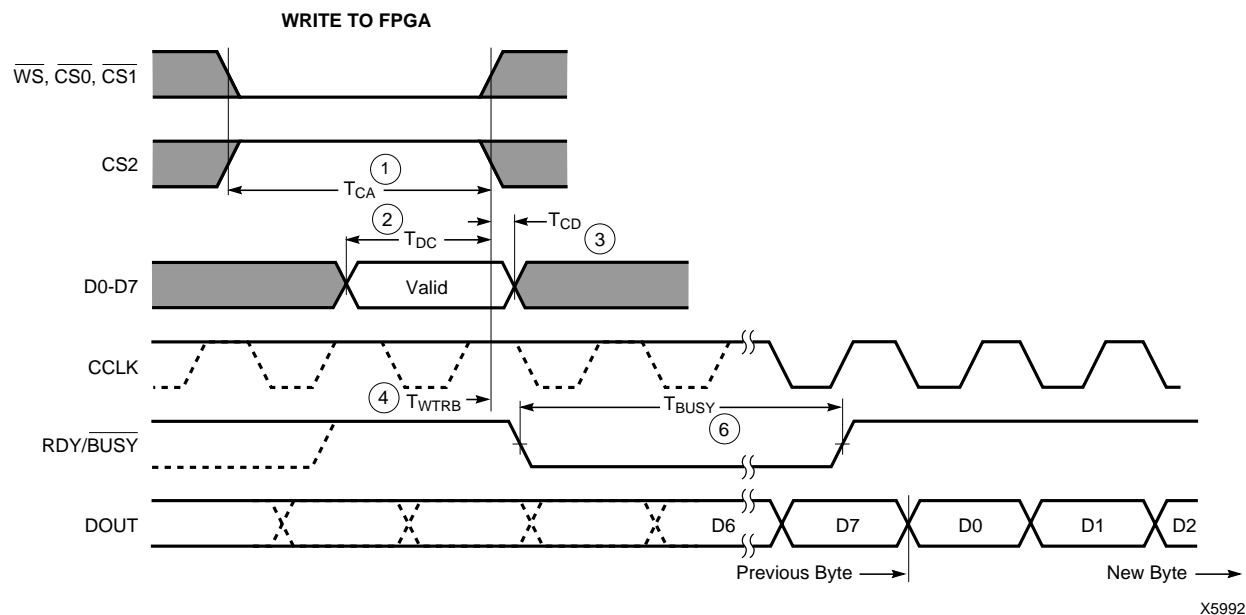 WRITE TO FPGA
WS, CS0, CS1
CS2
1
TCA
2
TDC
TCD
3
D0-D7
Valid
CCLK
4
TWTRB
TBUSY
6
RDY/BUSY
DOUT
D6
D7
D0
D1
D2
Previous Byte
New Byte
X5992